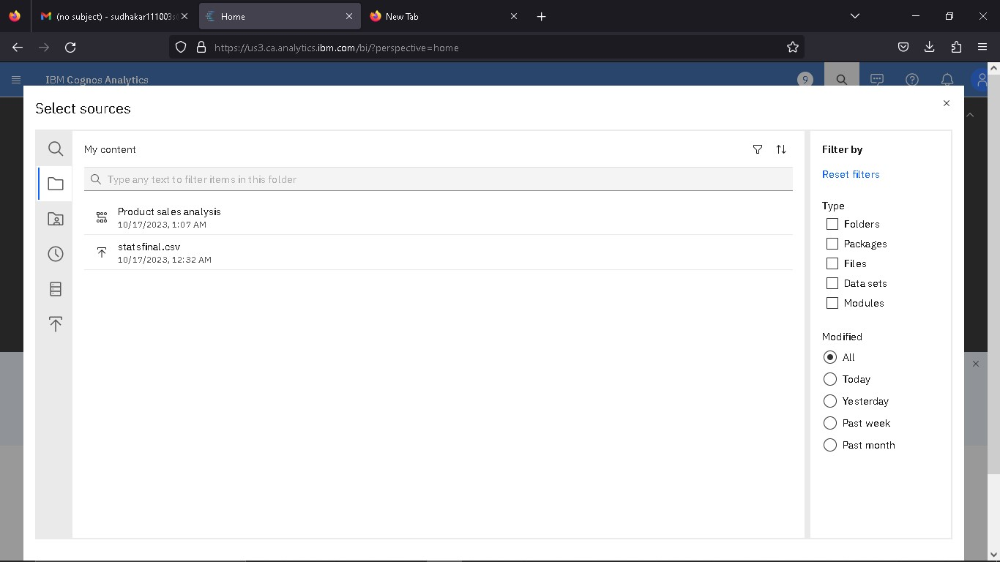 (no subject) - sudhakar111003s
Home
New Tab
https://us3.ca.analytics.ibm.com/bi/?perspective=home
IBM Cognos Analytics
9
Select sources
My content
Type any text to filter items in this folder
Product sales analysis
10/17/2023, 1:07 AM
statsfinal.csv
10/17/2023, 12:32 AM
Filter by
Reset filters
Type
Folders
Packages
Files
Data sets
Modules
Modified
All
Today
Yesterday
Past week
Past month